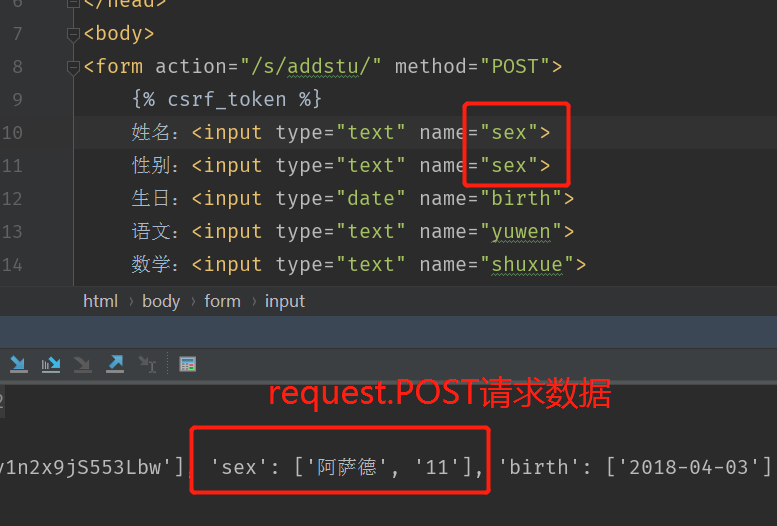 6 </head>
7 <body>
8 <form action="/s/addstu/" method="POST">
9 {% csrf_token %}
10 姓名：<input type="text" name="sex">
11 性别：<input type="text" name="sex">
12 生日：<input type="date" name="birth">
13 语文：<input type="text" name="yuwen">
14 数学：<input type="text" name="shuxue">
html › body › form › input
request.POST请求数据
y1n2x9jS553Lbw'], 'sex': ['阿萨德', '11'], 'birth': ['2018-04-03']